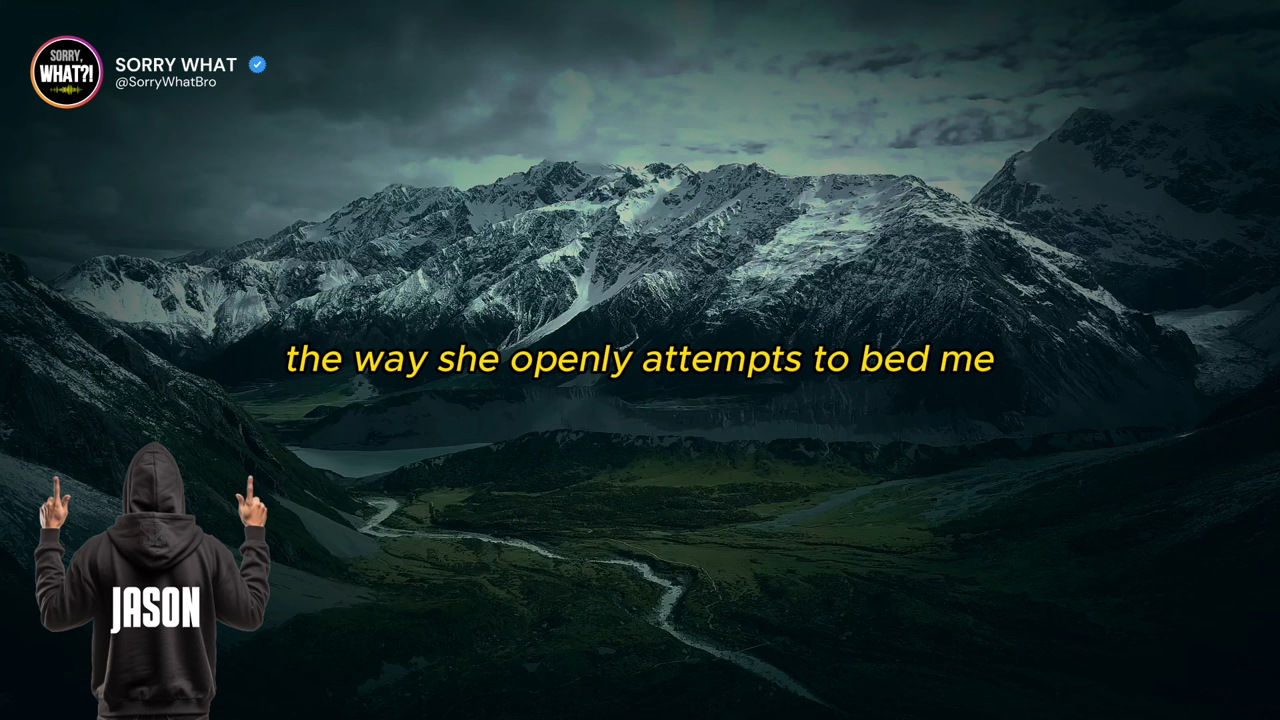 SORRY,
WHAT?!
SORRY WHAT
@SorryWhatBro
the way she openly attempts to bed me
JASON